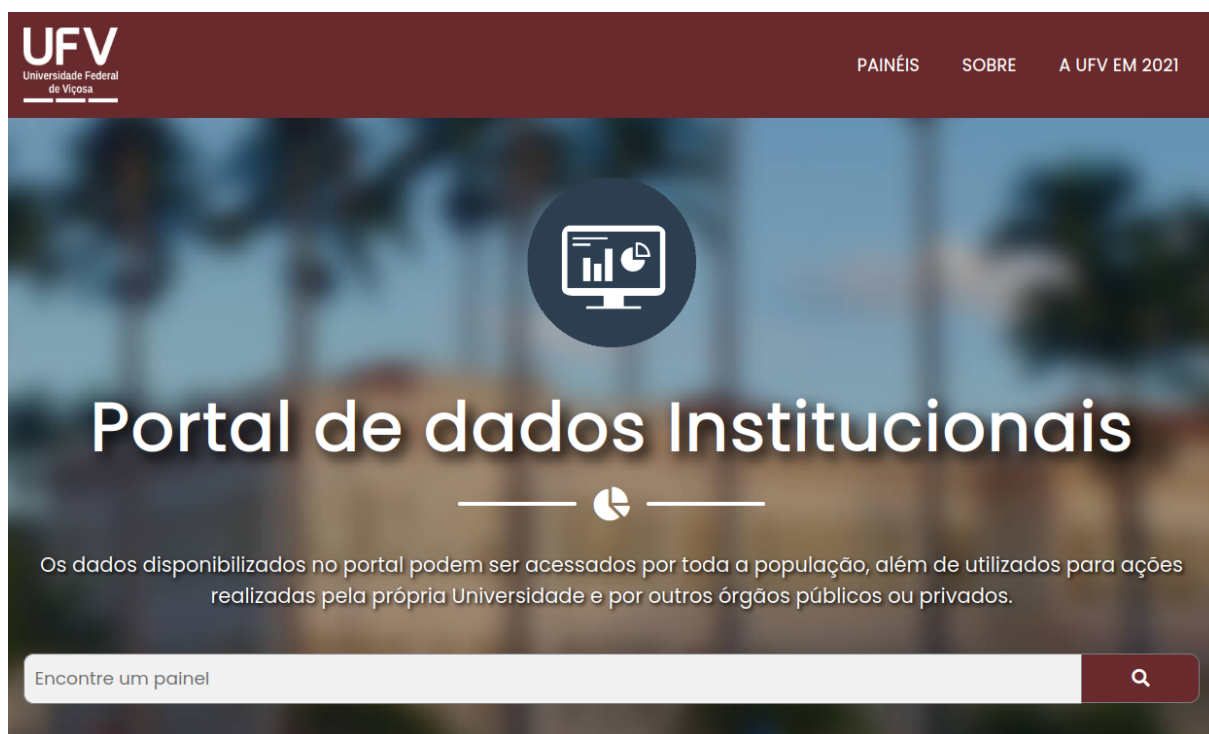 UFV
Universidade Federal
de Viçosa
PAINÉIS SOBRE A UFV EM 2021
Portal de dados Institucionais
Os dados disponibilizados no portal podem ser acessados por toda a população, além de utilizados para ações
realizadas pela própria Universidade e por outros órgãos públicos ou privados.
Encontre um painel